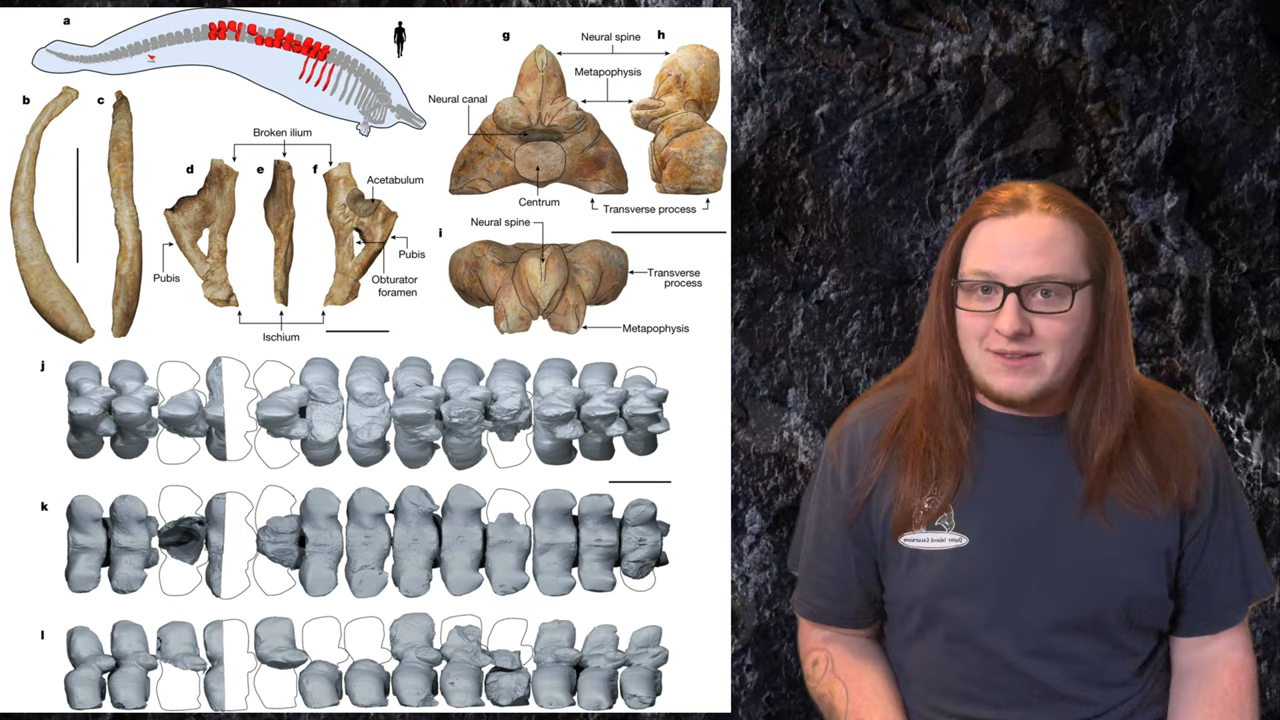 a
b
c
Broken ilium
d
e
f
Acetabulum
Pubis
Pubis
Obturator
foramen
Ischium
g
Neural spine
h
Metapophysis
Neural canal
Centrum
Transverse process
Neural spine
i
Transverse
process
Metapophysis
j
k
l